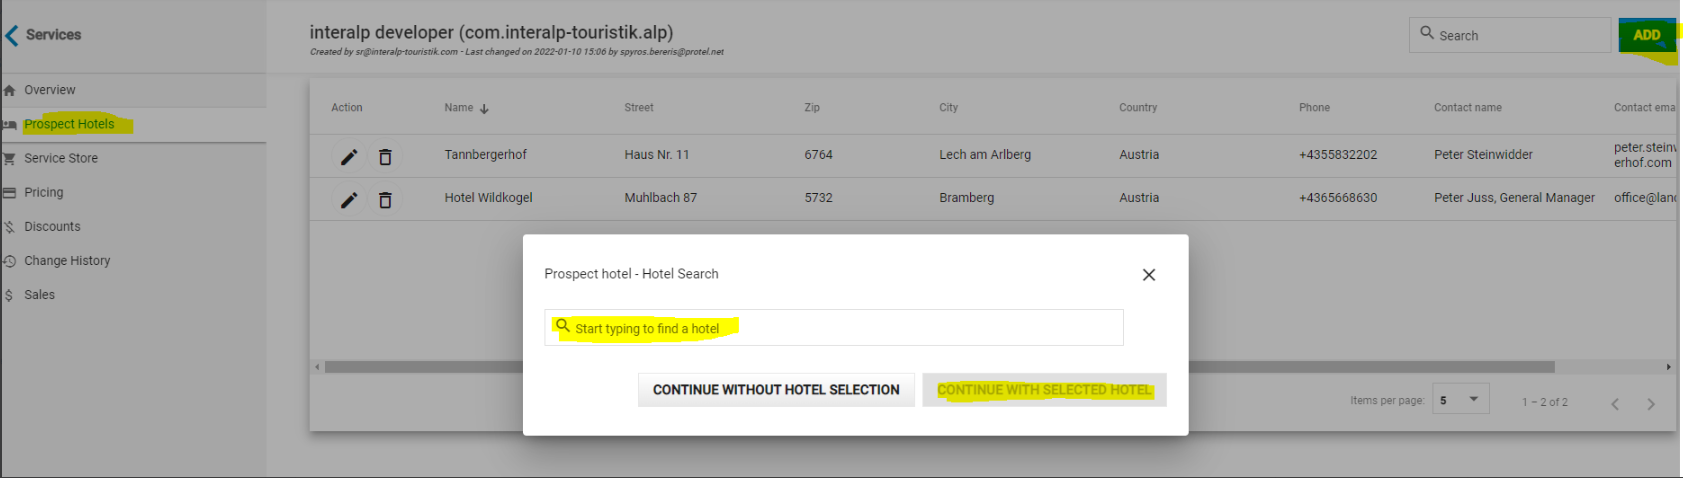 Services
interalp developer (com.interalp-touristik.alp)
Created by sr@interalp-touristik.com - Last changed on 2022-01-10 15:06 by spyros.bereris@protel.net
Search
ADD
Overview
Prospect Hotels
Service Store
Pricing
Discounts
Change History
Sales
Action Name Street Zip City Country Phone Contact name Contact ema
Tannbergerhof Haus Nr. 11 6764 Lech am Arlberg Austria +4355832202 Peter Steinwidder peter.steinw
erhof.com
Hotel Wildkogel Muhlbach 87 5732 Bramberg Austria +4365668630 Peter Juss, General Manager office@land
Prospect hotel - Hotel Search
Start typing to find a hotel
CONTINUE WITHOUT HOTEL SELECTION CONTINUE WITH SELECTED HOTEL
Items per page: 5 1 – 2 of 2